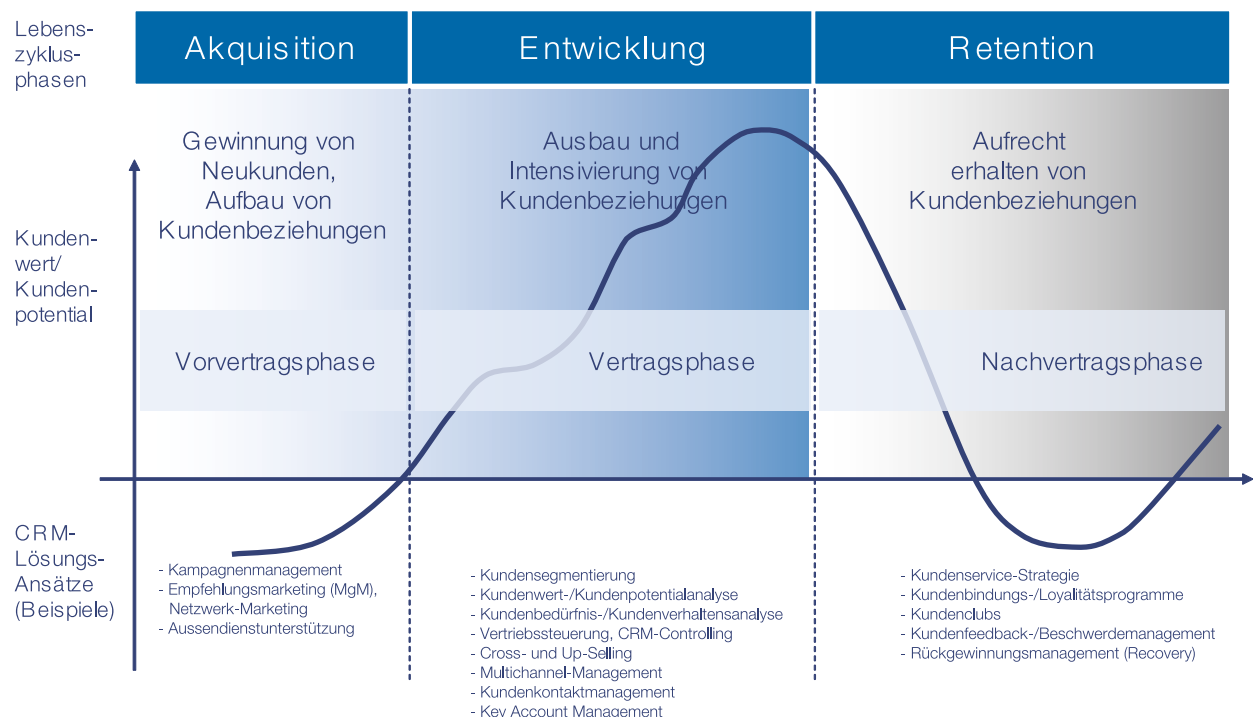 Lebens-
zyklus-
phasen
Akquisition
Entwicklung
Retention
Gewinnung von
Neukunden,
Aufbau von
Kundenbeziehungen
Ausbau und
Intensivierung von
Kundenbeziehungen
Aufrecht
erhalten von
Kundenbeziehungen
Kunden-
wert/
Kunden-
potential
Vorvertragsphase
Vertragsphase
Nachvertragsphase
CRM-
Lösungs-
Ansätze
(Beispiele)
- Kampagnenmanagement
- Empfehlungsmarketing (MgM),
Netzwerk-Marketing
- Aussendienstunterstützung
- Kundensegmentierung
- Kundenwert-/Kundenpotentialanalyse
- Kundenbedürfnis-/Kundenverhaltensanalyse
- Vertriebssteuerung, CRM-Controlling
- Cross- und Up-Selling
- Multichannel-Management
- Kundenkontaktmanagement
- Key Account Management
- Kundenservice-Strategie
- Kundenbindungs-/Loyalitätsprogramme
- Kundenclubs
- Kundenfeedback-/Beschwerdemanagement
- Rückgewinnungsmanagement (Recovery)